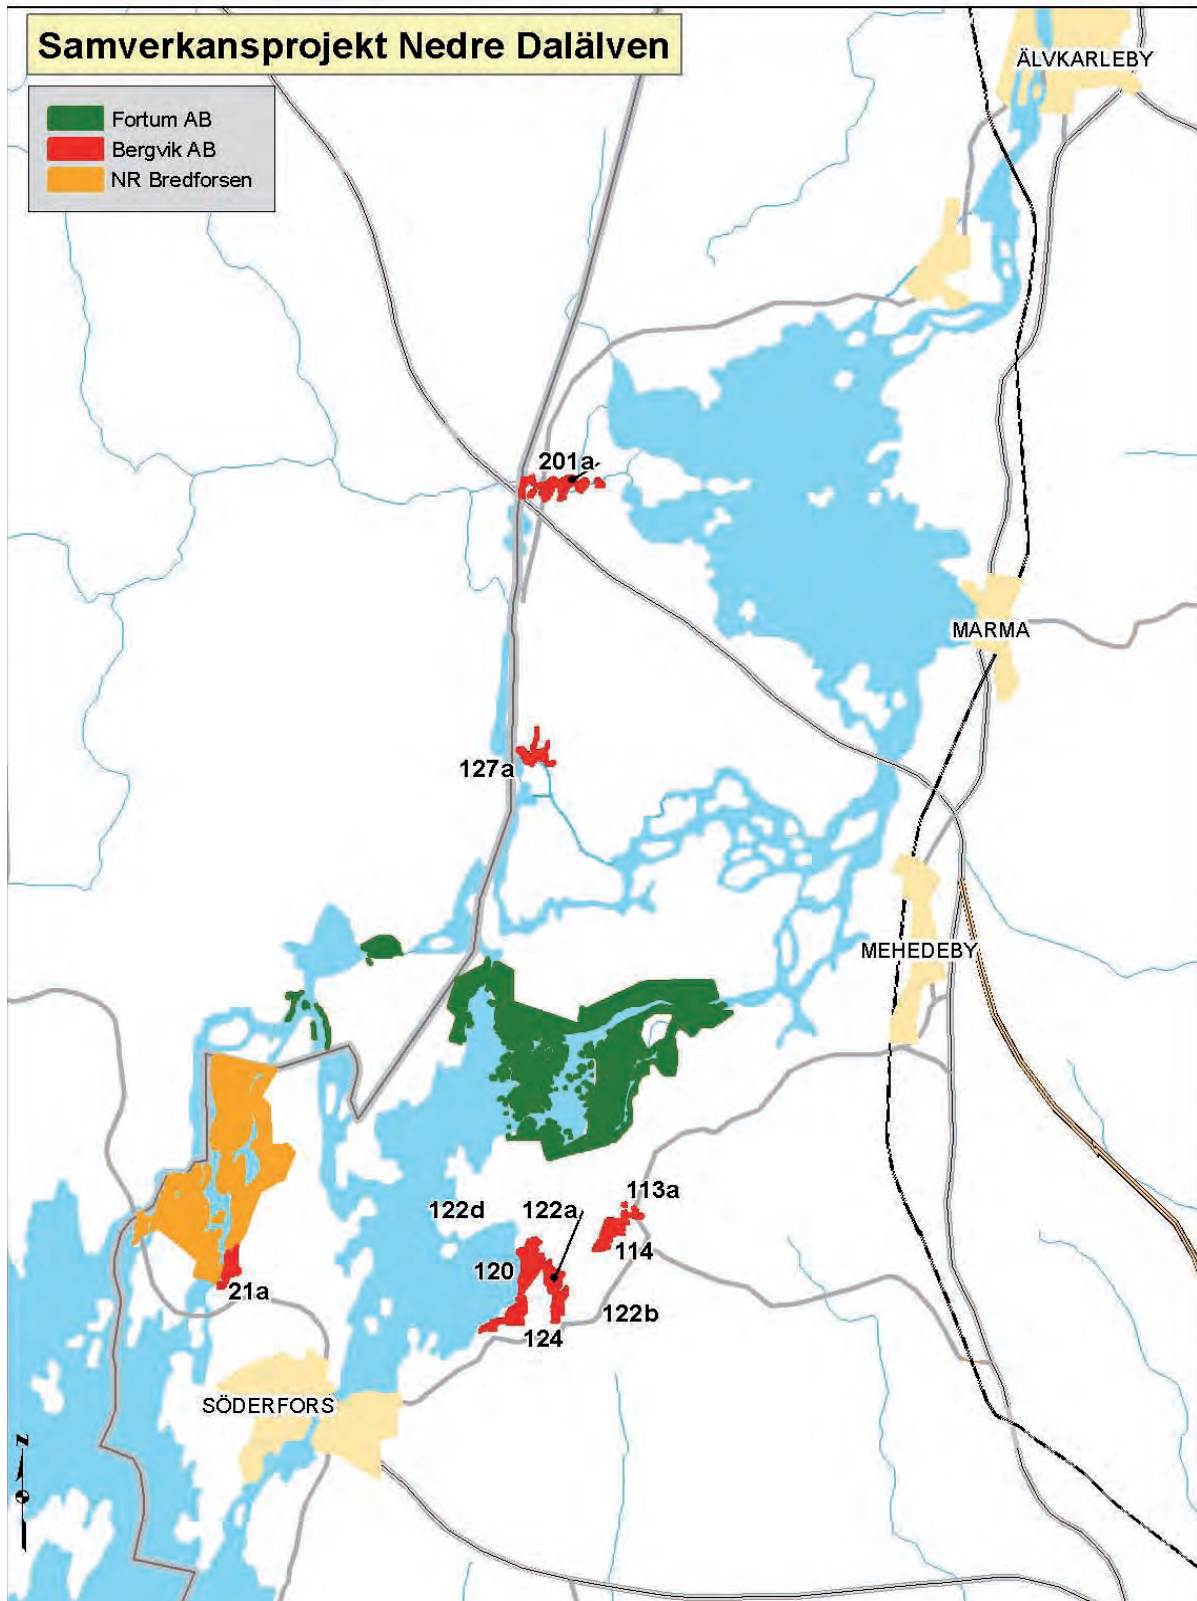 Samverkansprojekt Nedre Dalälven
Fortum AB
Bergvik AB
NR Bredforsen
ÄLVKARLEBY
201a
MARMA
127a
MEHEDEBY
113a
122d
122a
114
120
21a
122b
124
SÖDERFORS
N